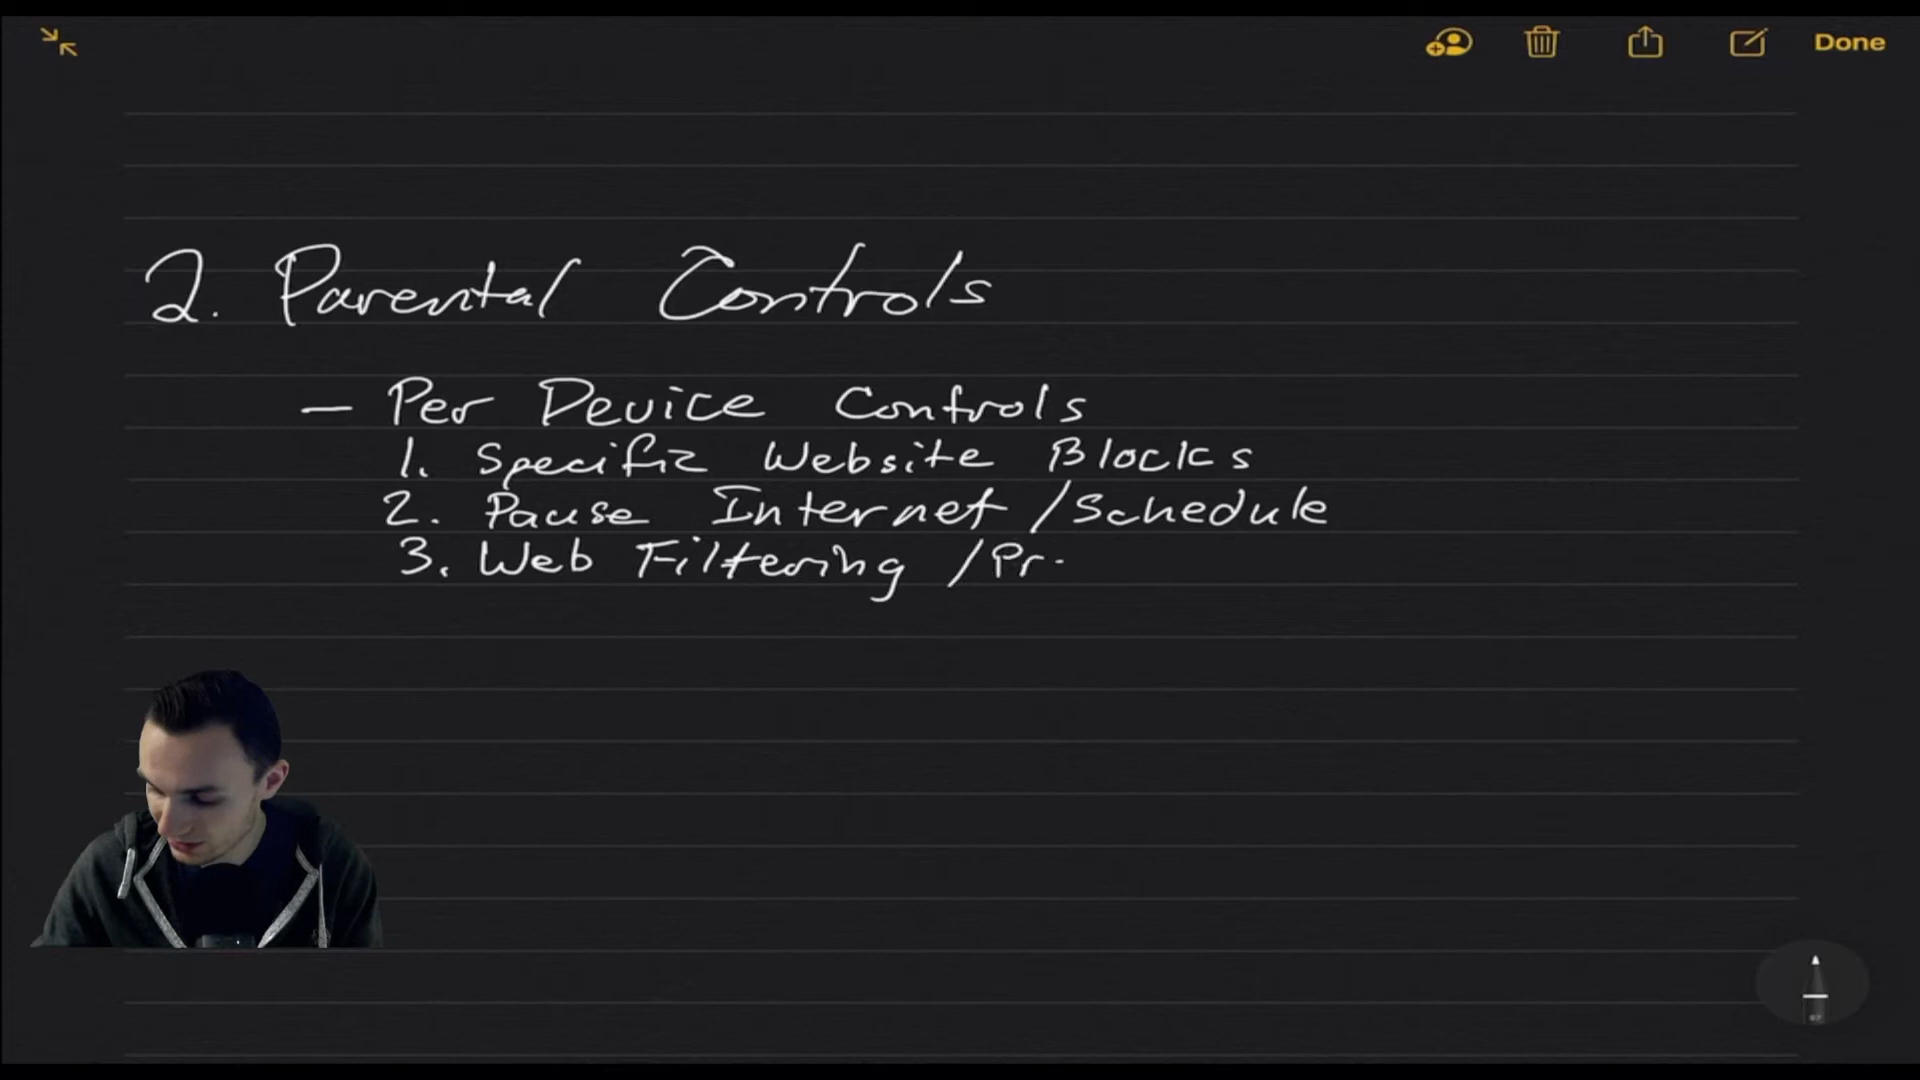 Done
2. Parental Controls
- Per Device Controls
1. Specific Website Blocks
2. Pause Internet /Schedule
3. Web Filtering /Pr